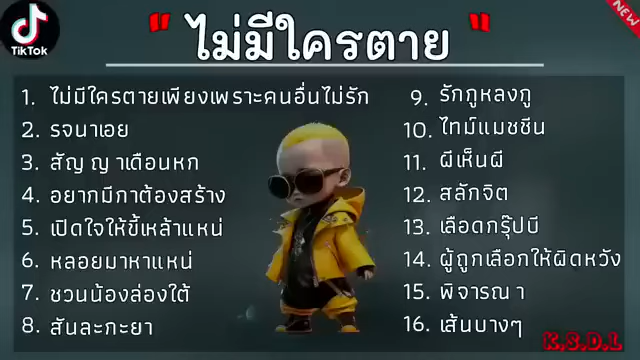 TikTok
" ไม่มีใครตาย "
NEW
1. ไม่มีใครตายเพียงเพราะคนอื่นไม่รัก
2. รจนาเอย
3. สัญ ญ าเดือนหก
4. อยากมีกาต้องสร้าง
5. เปิดใจให้ขี้เหล้าแหน่
6. หลอยมาหาแหน่
7. ชวนน้องล่องใต้
8. สันละกะยา
9. รักกูหลงกู
10. ไทม์แมชชีน
11. ผีเห็นผี
12. สลักจิต
13. เลือดกรุ๊ปบี
14. ผู้ถูกเลือกให้ผิดหวัง
15. พิจารณ า
16. เส้นบางๆ
K.S.D.L